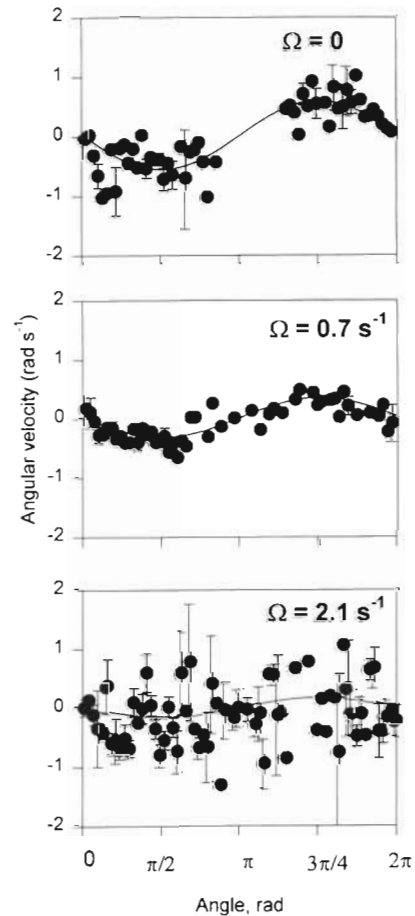 2
Ω = 0
1
0
-1
-2
2
Ω = 0.7 s⁻¹
1
0
-1
-2
Angular velocity (rad s⁻¹)
2
Ω = 2.1 s⁻¹
1
0
-1
-2
0 π/2 π 3π/4 2π
Angle, rad